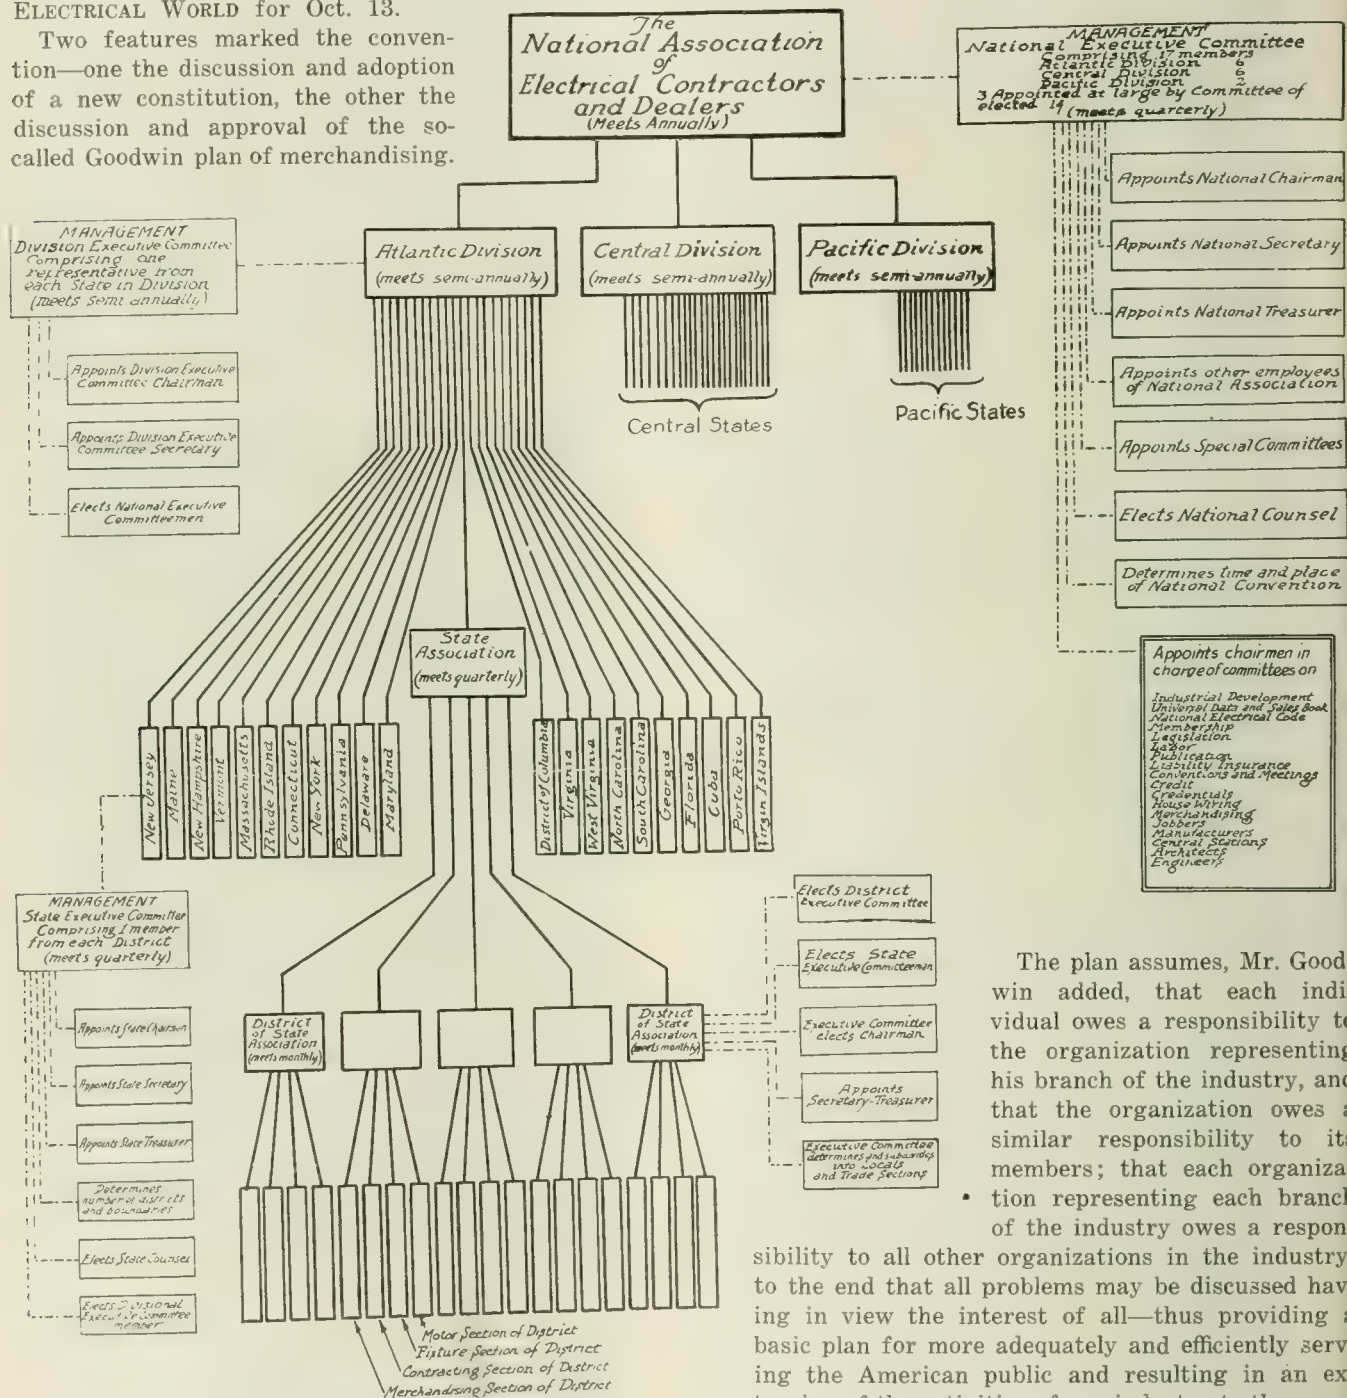 ELECTRICAL WORLD for Oct. 13.
Two features marked the conven-
tion—one the discussion and adoption
of a new constitution, the other the
discussion and approval of the so-
called Goodwin plan of merchandising.
The
National Association
of
Electrical Contractors
and Dealers
(Meets Annually)
MANAGEMENT
National Executive Committee
Comprising 17 members
Atlantic Division 6
Central Division 6
Pacific Division 2
3 Appointed at large by Committee of
elected 14 (meets quarterly)
Appoints National Chairman
Appoints National Secretary
Appoints National Treasurer
Appoints other employees
of National Association
Appoints Special Committees
Elects National Counsel
Determines time and place
of National Convention
Appoints chairmen in
charge of committees on
Industrial Development
Universal Data and Sales Book
National Electrical Code
Membership
Legislation
Labor
Publication
Liability Insurance
Conventions and Meetings
Credit
Credentials
House Wiring
Merchandising
Jobbers
Manufacturers
Central Stations
Architects
Engineers
MANAGEMENT
Division Executive Committee
Comprising one
representative from
each State in Division
(meets semi annually)
Appoints Division Executive
Committee Chairman
Appoints Division Executive
Committee Secretary
Elects National Executive
Committeemen
Atlantic Division
(meets semi-annually)
Central Division
(meets semi-annually)
Pacific Division
(meets semi-annually)
Central States
Pacific States
State
Association
(meets quarterly)
New Jersey
Maine
New Hampshire
Vermont
Massachusetts
Rhode Island
Connecticut
New York
Pennsylvania
Delaware
Maryland
District of Columbia
Virginia
West Virginia
North Carolina
South Carolina
Georgia
Florida
Cuba
Porto Rico
Virgin Islands
MANAGEMENT
State Executive Committee
Comprising 1 member
from each District
(meets quarterly)
Appoints State Chairman
Appoints State Secretary
Appoints State Treasurer
Determines
number of districts
and boundaries
Elects State Counsel
Elects Divisional
Executive Committee
member
District
of State
Association
(meets monthly)
District
of State
Association
(meets monthly)
Elects District
Executive Committee
Elects State
Executive Committeeman
Executive Committee
elects Chairman
Appoints
Secretary-Treasurer
Executive Committee
determines and subdivides
into Locals
and Trade Sections
Motor Section of District
Fixture Section of District
Contracting Section of District
Merchandising Section of District
The plan assumes, Mr. Good-
win added, that each indi-
vidual owes a responsibility to
the organization representing
his branch of the industry, and
that the organization owes a
similar responsibility to its
members; that each organiza-
tion representing each branch
of the industry owes a respon-
sibility to all other organizations in the industry
to the end that all problems may be discussed hav-
ing in view the interest of all—thus providing a
basic plan for more adequately and efficiently serv-
ing the American public and resulting in an ex-